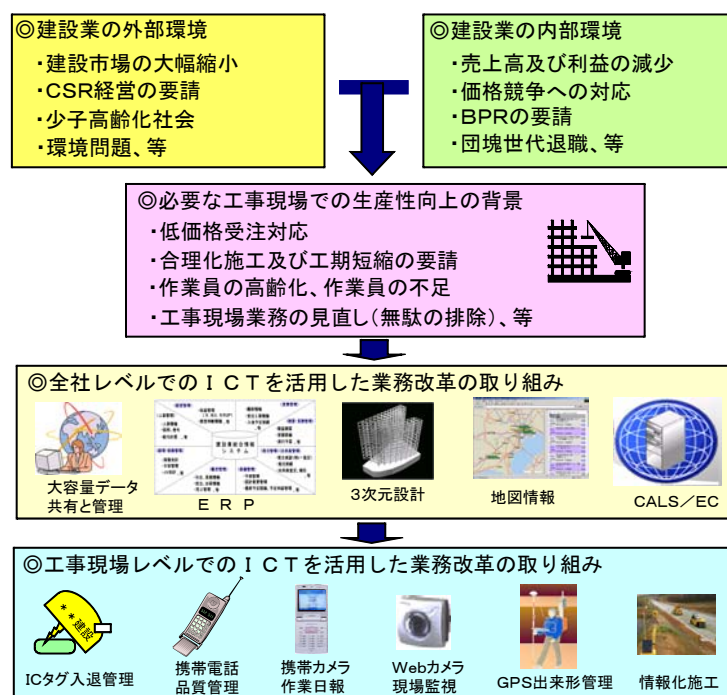 ◎建設業の外部環境
・建設市場の大幅縮小
・CSR経営の要請
・少子高齢化社会
・環境問題、等
◎建設業の内部環境
・売上高及び利益の減少
・価格競争への対応
・BPRの要請
・団塊世代退職、等
◎必要な工事現場での生産性向上の背景
・低価格受注対応
・合理化施工及び工期短縮の要請
・作業員の高齢化、作業員の不足
・工事現場業務の見直し（無駄の排除）、等
◎全社レベルでのＩＣＴを活用した業務改革の取り組み
大容量データ
共有と管理
建設業総合情報
システム
ＥＲＰ
3次元設計
地図情報
CALS／EC
◎工事現場レベルでのＩＣＴを活用した業務改革の取り組み
＊＊建設
ICタグ入退管理
携帯電話
品質管理
携帯カメラ
作業日報
Webカメラ
現場監視
GPS出来形管理
情報化施工